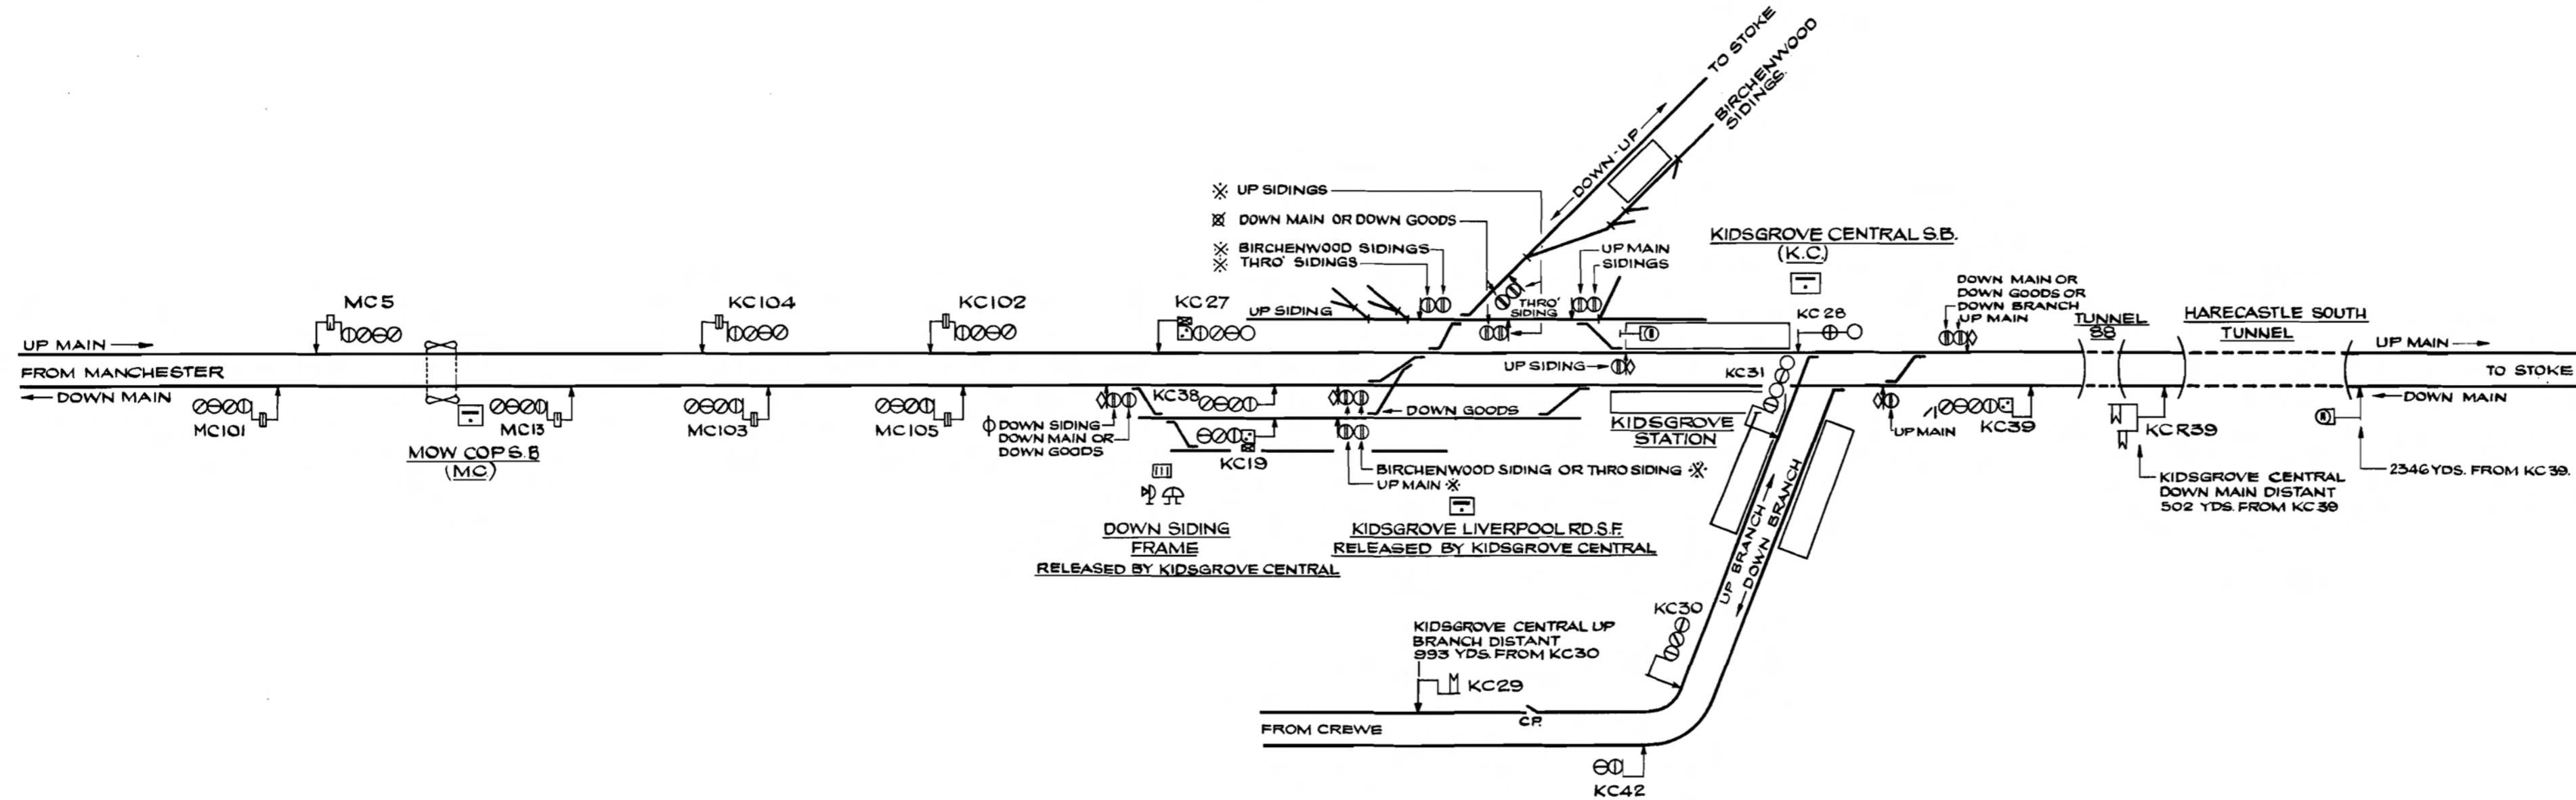 TO STOKE
BIRCHENWOOD
SIDINGS.
DOWN-UP
※ UP SIDINGS
DOWN MAIN OR DOWN GOODS
※ BIRCHENWOOD SIDINGS
※ THRO' SIDINGS
UP MAIN
SIDINGS
KIDSGROVE CENTRAL S.B.
(K.C.)
DOWN MAIN OR
DOWN GOODS OR
DOWN BRANCH
UP MAIN
TUNNEL
88
HARECASTLE SOUTH
TUNNEL
MC5
KC104
KC102
KC27
UP SIDING
THRO'
SIDING
KC28
UP MAIN
UP MAIN
FROM MANCHESTER
UP SIDING
KC31
TO STOKE
DOWN MAIN
DOWN MAIN
MC101
MOW COP S.B
(MC)
MC13
MC103
MC105
KC38
DOWN GOODS
DOWN SIDING
DOWN MAIN OR
DOWN GOODS
KC19
KIDSGROVE
STATION
UP MAIN
KC39
KCR39
2346 YDS. FROM KC39.
KIDSGROVE CENTRAL
DOWN MAIN DISTANT
502 YDS. FROM KC39
BIRCHENWOOD SIDING OR THRO SIDING ※
UP MAIN ※
DOWN SIDING
FRAME
RELEASED BY KIDSGROVE CENTRAL
KIDSGROVE LIVERPOOL RD. S.F.
RELEASED BY KIDSGROVE CENTRAL
UP BRANCH
DOWN BRANCH
KC30
KIDSGROVE CENTRAL UP
BRANCH DISTANT
993 YDS. FROM KC30
KC29
C.P.
FROM CREWE
KC42